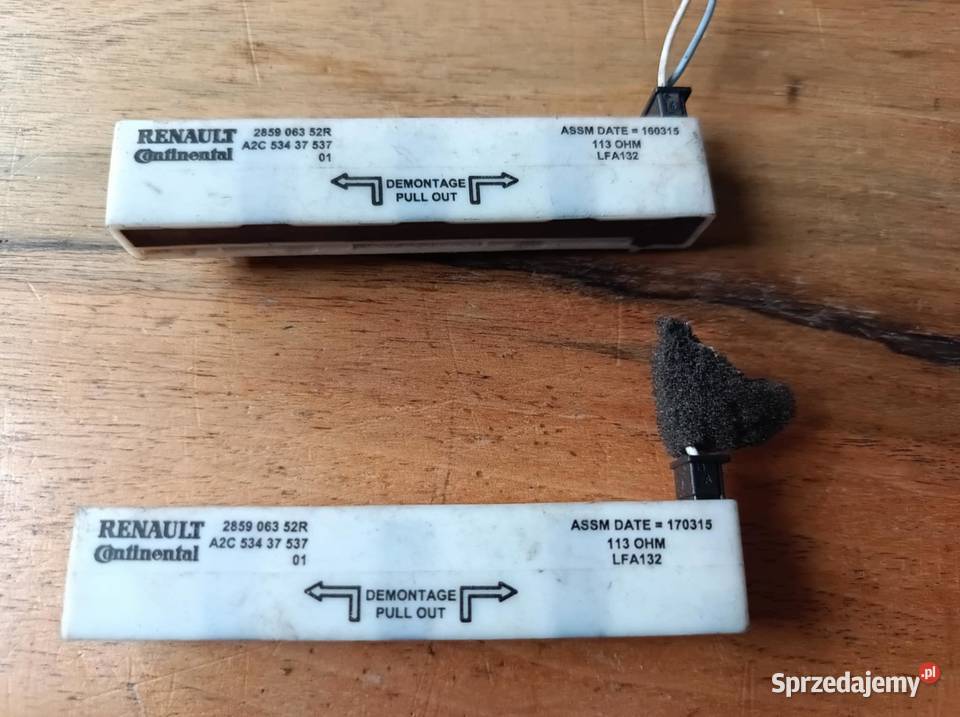 RENAULT 2859 063 52R
Continental A2C 534 37 537
01
ASSM DATE = 160315
113 OHM
LFA132
DEMONTAGE
PULL OUT
RENAULT 2859 063 52R
Continental A2C 534 37 537
01
ASSM DATE = 170315
113 OHM
LFA132
DEMONTAGE
PULL OUT
Sprzedajemy.pl